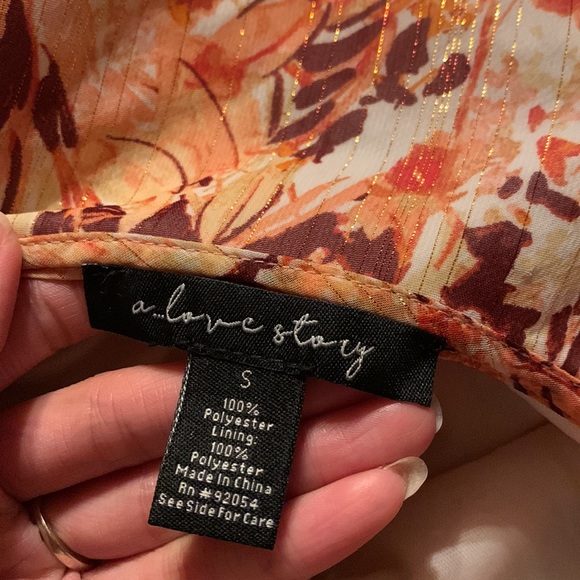 a...love story
S
100%
Polyester
Lining:
100%
Polyester
Made In China
Rn #92054
See Side For Care